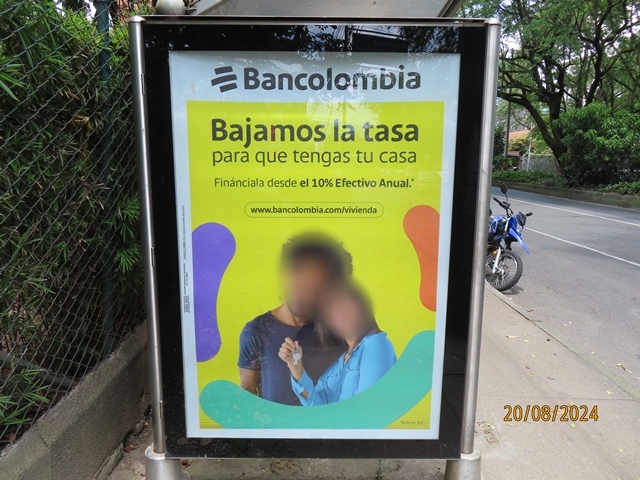 Bancolombia
Bajamos la tasa
para que tengas tu casa
Fináncíala desde el 10% Efectivo Anual.*
www.bancolombia.com/vivienda
20/08/2024